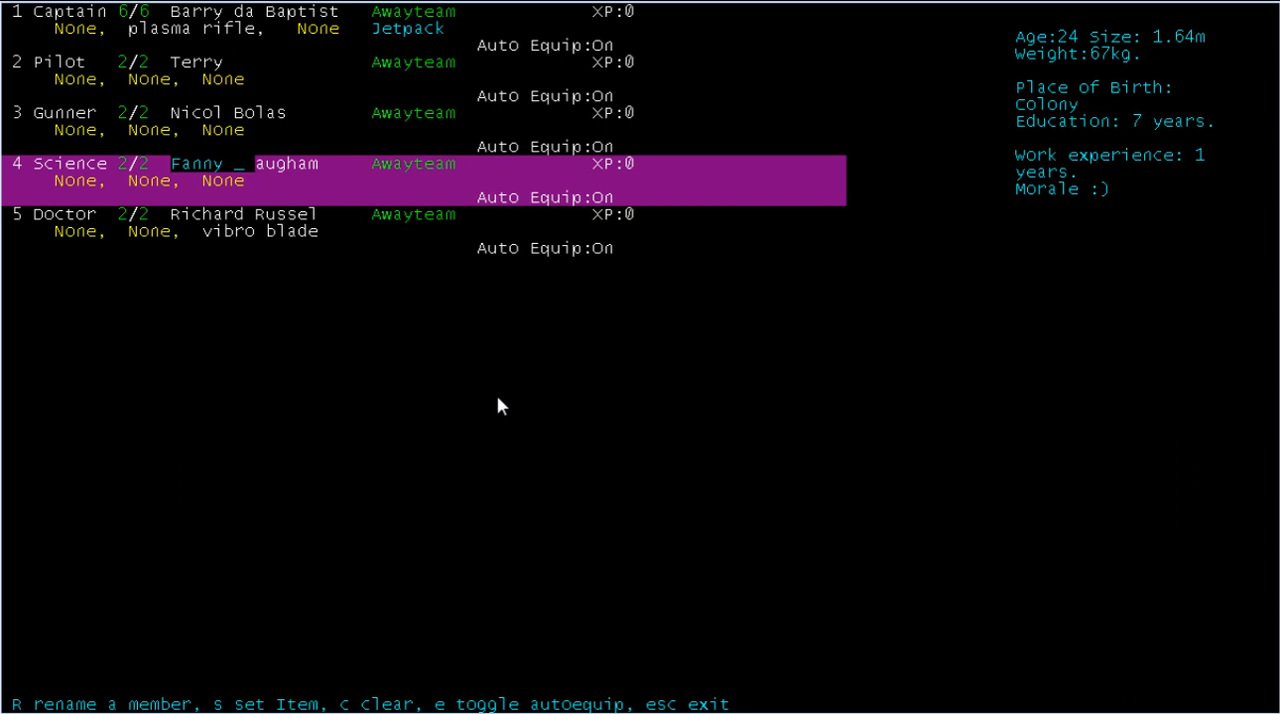 1 Captain 6/6 Barry da Baptist Awayteam XP:0
None, plasma rifle, None Jetpack
Auto Equip:On
2 Pilot 2/2 Terry Awayteam XP:0
None, None, None
Auto Equip:On
3 Gunner 2/2 Nicol Bolas Awayteam XP:0
None, None, None
Auto Equip:On
4 Science 2/2 Fanny _ augham Awayteam XP:0
None, None, None
Auto Equip:On
5 Doctor 2/2 Richard Russel Awayteam XP:0
None, None, vibro blade
Auto Equip:On
Age:24 Size: 1.64m
Weight:67kg.
Place of Birth:
Colony
Education: 7 years.
Work experience: 1
years.
Morale :)
R rename a member, s set Item, c clear, e toggle autoequip, esc exit